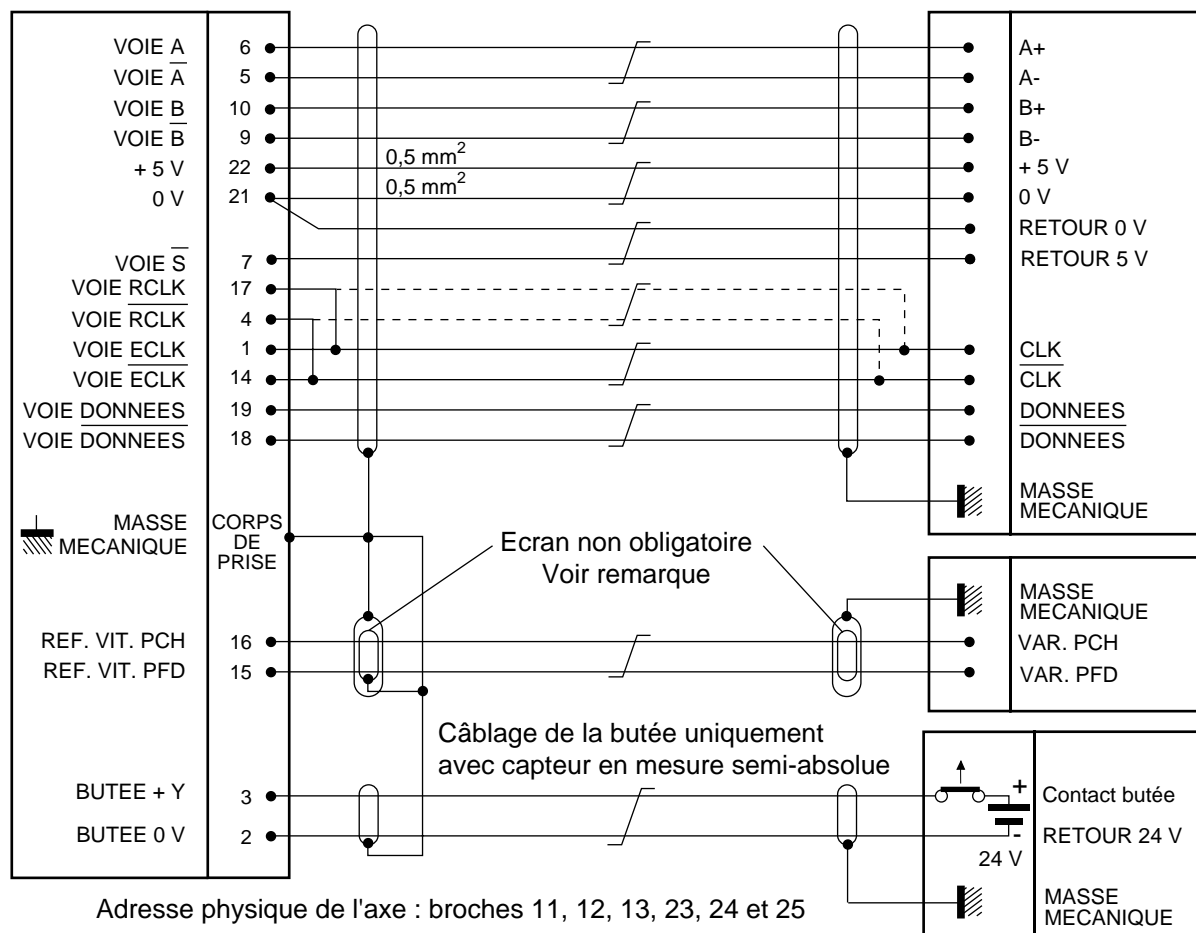 VOIE A 6 A+
VOIE A̅ 5 A-
VOIE B 10 B+
VOIE B̅ 9 B-
+ 5 V 22 0,5 mm² + 5 V
0 V 21 0,5 mm² 0 V
RETOUR 0 V
VOIE S̅ 7 RETOUR 5 V
VOIE RCLK 17
VOIE R̅C̅L̅K̅ 4
VOIE ECLK 1 CLK
VOIE E̅C̅L̅K̅ 14 C̅L̅K̅
VOIE DONNEES 19 DONNEES
VOIE D̅O̅N̅N̅E̅E̅S̅ 18 D̅O̅N̅N̅E̅E̅S̅
MASSE
MECANIQUE
MASSE
MECANIQUE
CORPS
DE
PRISE
Ecran non obligatoire
Voir remarque
MASSE
MECANIQUE
REF. VIT. PCH 16 VAR. PCH
REF. VIT. PFD 15 VAR. PFD
Câblage de la butée uniquement
avec capteur en mesure semi-absolue
BUTEE + Y 3 + Contact butée
BUTEE 0 V 2 - RETOUR 24 V
24 V
MASSE
MECANIQUE
Adresse physique de l'axe : broches 11, 12, 13, 23, 24 et 25